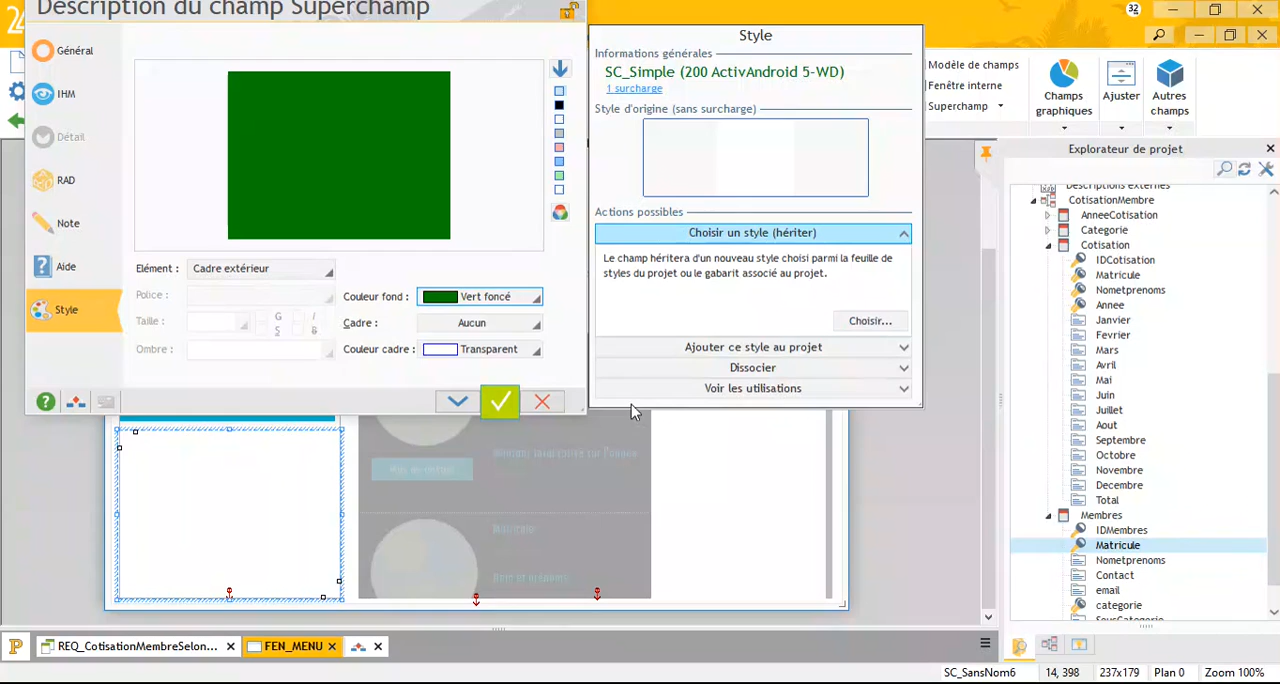 Description du champ Superchamp
24
32
Général
IHM
Détail
RAD
Note
Aide
Style
Elément :
Cadre extérieur
Police :
Taille :
G
I
S
B
Ombre :
Couleur fond :
Vert foncé
Cadre :
Aucun
Couleur cadre :
Transparent
Style
Informations générales
SC_Simple (200 ActivAndroid 5-WD)
1 surcharge
Style d'origine (sans surcharge)
Actions possibles
Choisir un style (hériter)
Le champ héritera d'un nouveau style choisi parmi la feuille de
styles du projet ou le gabarit associé au projet.
Choisir...
Ajouter ce style au projet
Dissocier
Voir les utilisations
Modèle de champs
Fenêtre interne
Superchamp
Champs
graphiques
Ajuster
Autres
champs
Explorateur de projet
Descriptions externes
CotisationMembre
AnneeCotisation
Categorie
Cotisation
IDCotisation
Matricule
Nometprenoms
Annee
Janvier
Fevrier
Mars
Avril
Mai
Juin
Juillet
Aout
Septembre
Octobre
Novembre
Decembre
Total
Membres
IDMembres
Matricule
Nometprenoms
Contact
email
categorie
SousCategorie
Matricule
Nom et prénoms
REQ_CotisationMembreSelon...
FEN_MENU
SC_SansNom6
14, 398
237x179
Plan 0
Zoom 100%